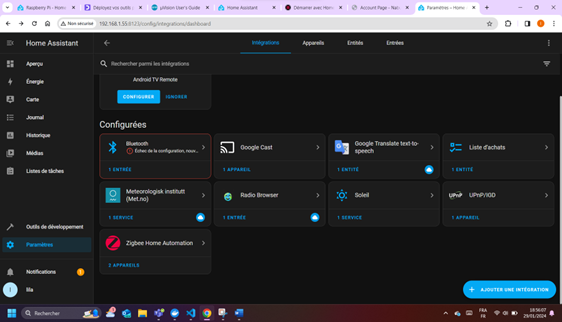 Raspberry Pi –
Déployez vos outils
µVision User's Guide
Home Assistant
Démarrer avec Home
Account Page - Na
Paramètres – Home
Non sécurisé
192.168.1.55:8123/config/integrations/dashboard
Home Assistant
Intégrations
Appareils
Entités
Entrées
Aperçu
Énergie
Carte
Journal
Historique
Médias
Listes de tâches
Outils de développement
Paramètres
Notifications
1
l
lila
Rechercher parmi les intégrations
Android TV Remote
CONFIGURER
IGNORER
Configurées
Bluetooth
Échec de la configuration, nouv...
1 ENTRÉE
Google Cast
1 APPAREIL
Google Translate text-to-
speech
1 ENTITÉ
Liste d'achats
1 ENTITÉ
Meteorologisk institutt
(Met.no)
1 SERVICE
Radio Browser
1 ENTRÉE
Soleil
1 SERVICE
UPnP
UPnP/IGD
1 APPAREIL
Zigbee Home Automation
2 APPAREILS
AJOUTER UNE INTÉGRATION
Rechercher
FRA
FR
18:56:07
29/01/2024